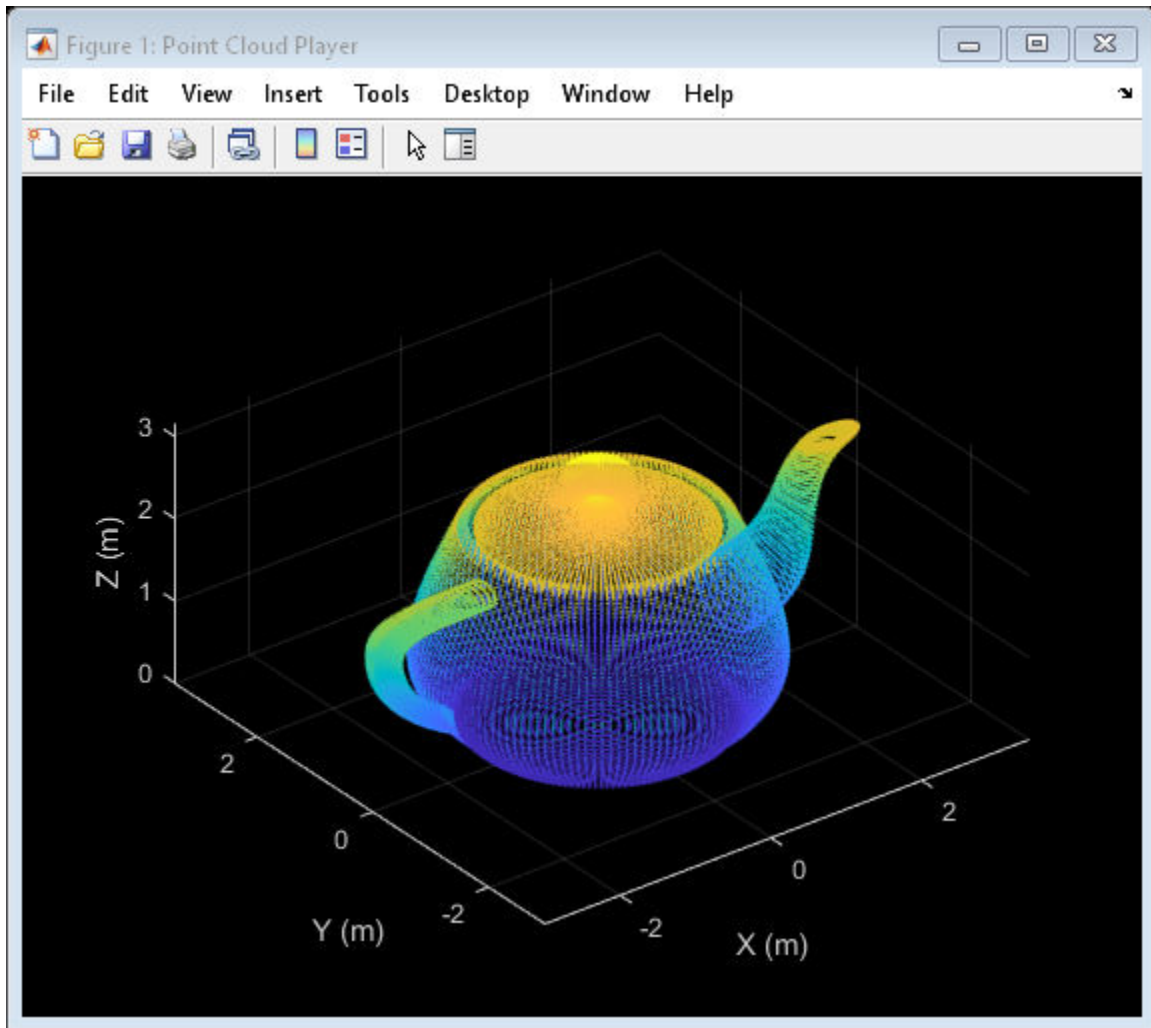 Figure 1: Point Cloud Player
File Edit View Insert Tools Desktop Window Help
3
2
1
0
Z (m)
2
0
-2
Y (m)
-2
0
2
X (m)